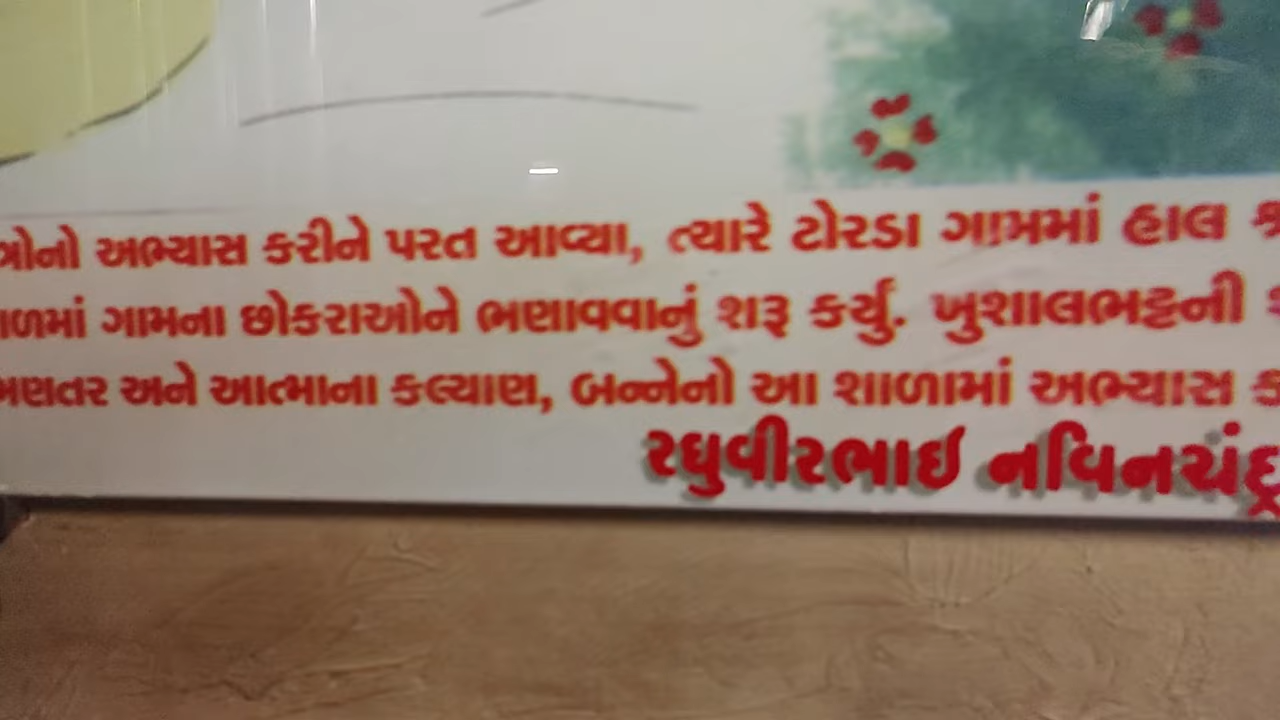 અભ્યાસ કરીને પરત આવ્યા, ત્યારે ટોરડા ગામમાં હાલ
ગામના છોકરાઓને ભણાવવાનું શરૂ કર્યું. ખુશાલભટ્ટની
આત્માના કલ્યાણ, બન્નેનો આ શાળામાં અભ્યાસ
રઘુવીરભાઈ નવિનચંદ્ર